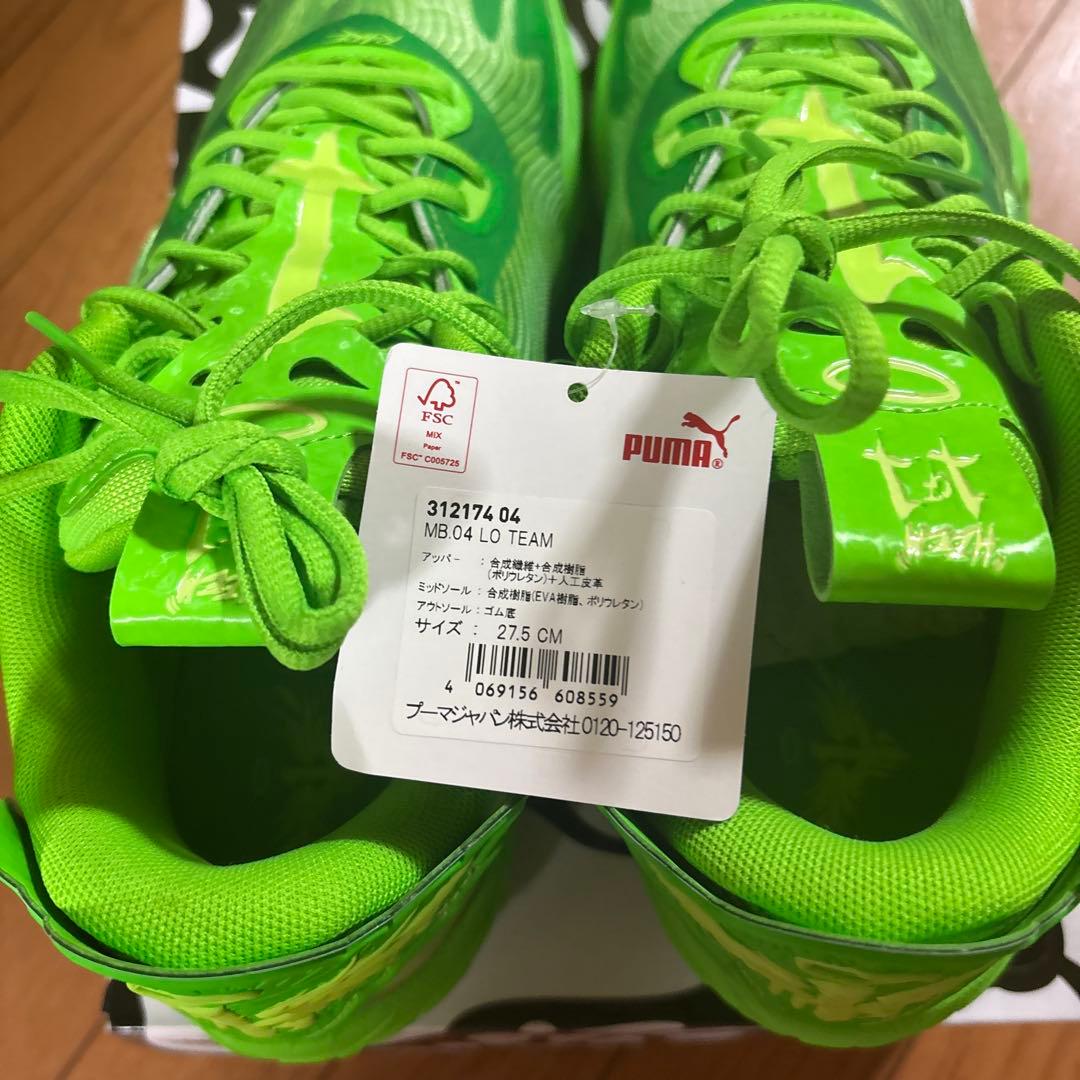 FSC
MIX
Paper
FSC™ C005725
PUMA®
312174 04
MB.04 LO TEAM
アッパー : 合成繊維+合成樹脂
(ポリウレタン)+人工皮革
ミッドソール : 合成樹脂(EVA樹脂、ポリウレタン)
アウトソール : ゴム底
サイズ : 27.5 CM
4 069156 608559
プーマジャパン株式会社 0120-125150